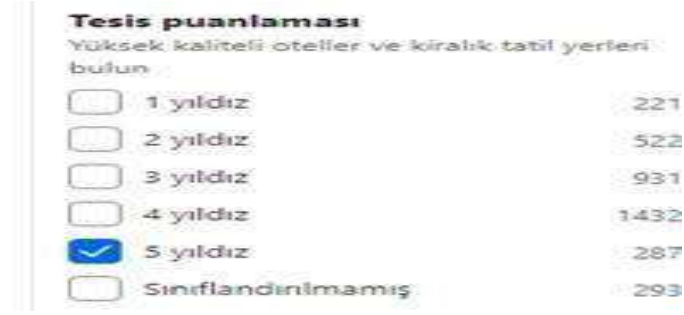 Tesis puanlaması
Yüksek kaliteli oteller ve kiralık tatil yerleri
bulun
1 yıldız 221
2 yıldız 522
3 yıldız 931
4 yıldız 1432
5 yıldız 287
Sınıflandırılmamış 293